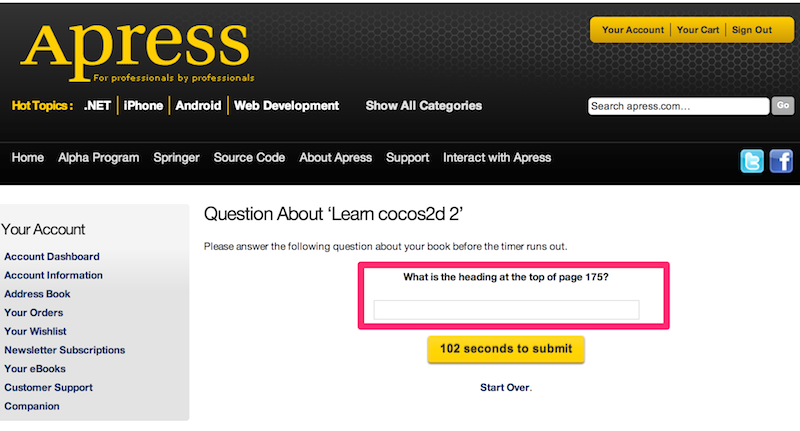 Apress
For professionals by professionals
Your Account | Your Cart | Sign Out
Hot Topics : .NET | iPhone | Android | Web Development Show All Categories
Search apress.com... Go
Home Alpha Program Springer Source Code About Apress Support Interact with Apress
Your Account
Account Dashboard
Account Information
Address Book
Your Orders
Your Wishlist
Newsletter Subscriptions
Your eBooks
Customer Support
Companion
Question About ‘Learn cocos2d 2’
Please answer the following question about your book before the timer runs out.
What is the heading at the top of page 175?
102 seconds to submit
Start Over.